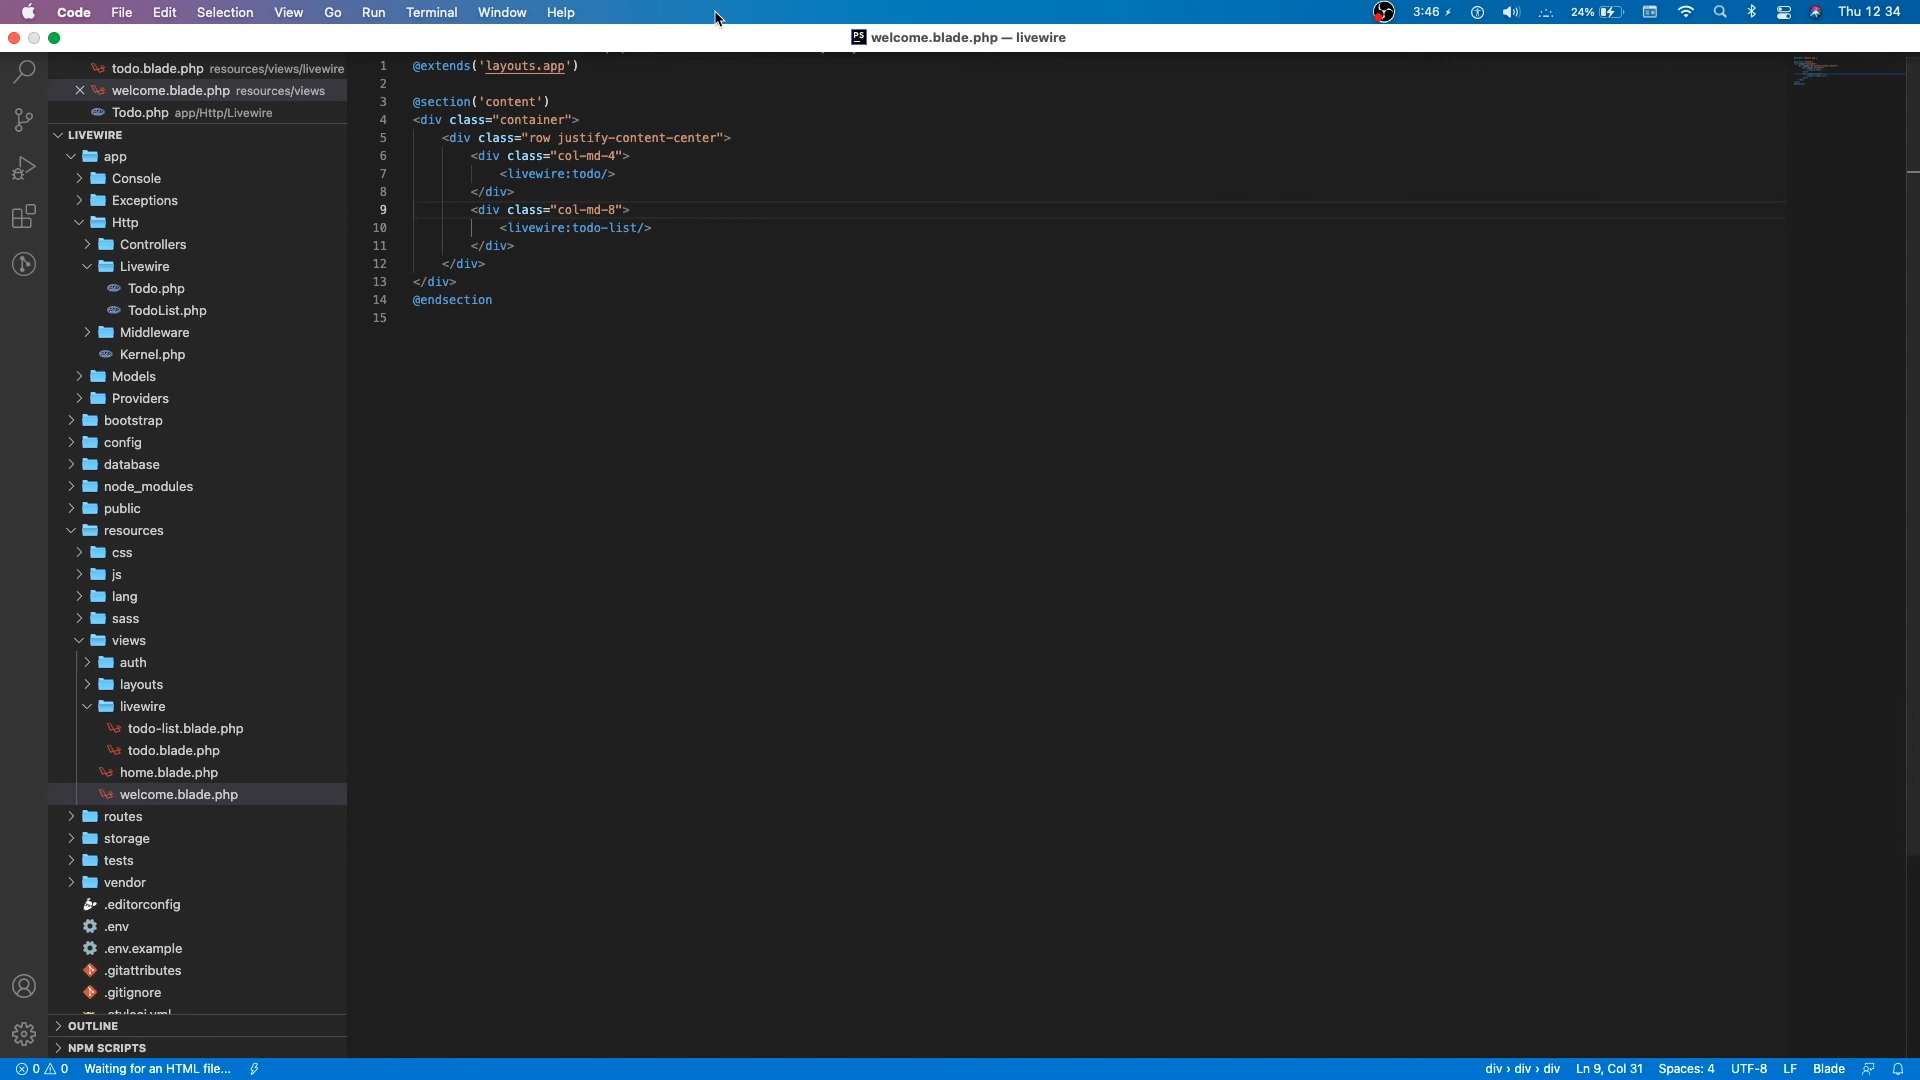 Code File Edit Selection View Go Run Terminal Window Help 3:46 24% Thu 12 34
PS welcome.blade.php — livewire
todo.blade.php resources/views/livewire
welcome.blade.php resources/views
Todo.php app/Http/Livewire
LIVEWIRE
app
Console
Exceptions
Http
Controllers
Livewire
Todo.php
TodoList.php
Middleware
Kernel.php
Models
Providers
bootstrap
config
database
node_modules
public
resources
css
js
lang
sass
views
auth
layouts
livewire
todo-list.blade.php
todo.blade.php
home.blade.php
welcome.blade.php
routes
storage
tests
vendor
.editorconfig
.env
.env.example
.gitattributes
.gitignore
OUTLINE
NPM SCRIPTS
1 @extends('layouts.app')
2
3 @section('content')
4 <div class="container">
5 <div class="row justify-content-center">
6 <div class="col-md-4">
7 <livewire:todo/>
8 </div>
9 <div class="col-md-8">
10 <livewire:todo-list/>
11 </div>
12 </div>
13 </div>
14 @endsection
15
0 0 Waiting for an HTML file... div › div › div Ln 9, Col 31 Spaces: 4 UTF-8 LF Blade